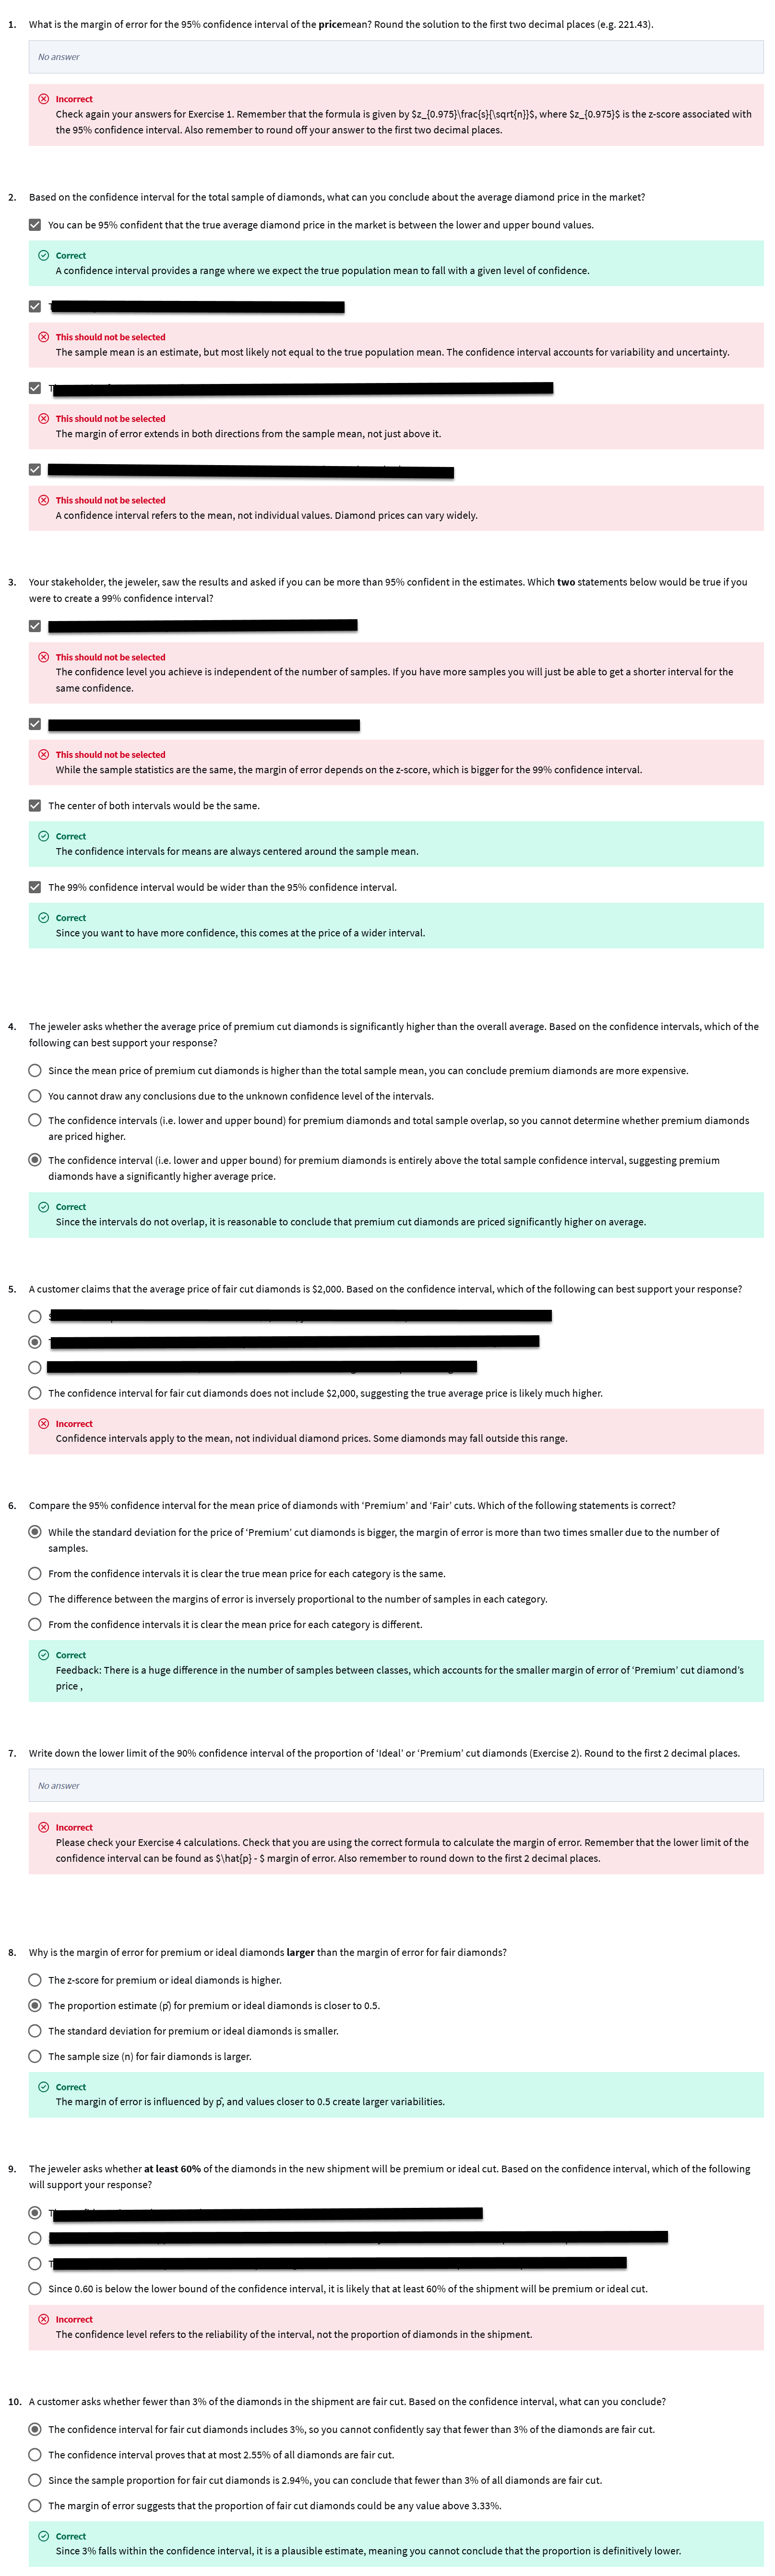 1. What is the margin of error for the 95% confidence interval of the pricemean? Round the solution to the first two decimal places (e.g. 221.43).
No answer
Incorrect
Check again your answers for Exercise 1. Remember that the formula is given by $z_{0.975}\frac{s}{\sqrt{n}}$, where $z_{0.975}$ is the z-score associated with
the 95% confidence interval. Also remember to round off your answer to the first two decimal places.
2. Based on the confidence interval for the total sample of diamonds, what can you conclude about the average diamond price in the market?
You can be 95% confident that the true average diamond price in the market is between the lower and upper bound values.
Correct
A confidence interval provides a range where we expect the true population mean to fall with a given level of confidence.
This should not be selected
The sample mean is an estimate, but most likely not equal to the true population mean. The confidence interval accounts for variability and uncertainty.
This should not be selected
The margin of error extends in both directions from the sample mean, not just above it.
This should not be selected
A confidence interval refers to the mean, not individual values. Diamond prices can vary widely.
3. Your stakeholder, the jeweler, saw the results and asked if you can be more than 95% confident in the estimates. Which two statements below would be true if you
were to create a 99% confidence interval?
This should not be selected
The confidence level you achieve is independent of the number of samples. If you have more samples you will just be able to get a shorter interval for the
same confidence.
This should not be selected
While the sample statistics are the same, the margin of error depends on the z-score, which is bigger for the 99% confidence interval.
The center of both intervals would be the same.
Correct
The confidence intervals for means are always centered around the sample mean.
The 99% confidence interval would be wider than the 95% confidence interval.
Correct
Since you want to have more confidence, this comes at the price of a wider interval.
4. The jeweler asks whether the average price of premium cut diamonds is significantly higher than the overall average. Based on the confidence intervals, which of the
following can best support your response?
Since the mean price of premium cut diamonds is higher than the total sample mean, you can conclude premium diamonds are more expensive.
You cannot draw any conclusions due to the unknown confidence level of the intervals.
The confidence intervals (i.e. lower and upper bound) for premium diamonds and total sample overlap, so you cannot determine whether premium diamonds
are priced higher.
The confidence interval (i.e. lower and upper bound) for premium diamonds is entirely above the total sample confidence interval, suggesting premium
diamonds have a significantly higher average price.
Correct
Since the intervals do not overlap, it is reasonable to conclude that premium cut diamonds are priced significantly higher on average.
5. A customer claims that the average price of fair cut diamonds is $2,000. Based on the confidence interval, which of the following can best support your response?
The confidence interval for fair cut diamonds does not include $2,000, suggesting the true average price is likely much higher.
Incorrect
Confidence intervals apply to the mean, not individual diamond prices. Some diamonds may fall outside this range.
6. Compare the 95% confidence interval for the mean price of diamonds with ‘Premium’ and ‘Fair’ cuts. Which of the following statements is correct?
While the standard deviation for the price of ‘Premium’ cut diamonds is bigger, the margin of error is more than two times smaller due to the number of
samples.
From the confidence intervals it is clear the true mean price for each category is the same.
The difference between the margins of error is inversely proportional to the number of samples in each category.
From the confidence intervals it is clear the mean price for each category is different.
Correct
Feedback: There is a huge difference in the number of samples between classes, which accounts for the smaller margin of error of ‘Premium’ cut diamond’s
price ,
7. Write down the lower limit of the 90% confidence interval of the proportion of ‘Ideal’ or ‘Premium’ cut diamonds (Exercise 2). Round to the first 2 decimal places.
No answer
Incorrect
Please check your Exercise 4 calculations. Check that you are using the correct formula to calculate the margin of error. Remember that the lower limit of the
confidence interval can be found as $\hat{p} - $ margin of error. Also remember to round down to the first 2 decimal places.
8. Why is the margin of error for premium or ideal diamonds larger than the margin of error for fair diamonds?
The z-score for premium or ideal diamonds is higher.
The proportion estimate (p̂) for premium or ideal diamonds is closer to 0.5.
The standard deviation for premium or ideal diamonds is smaller.
The sample size (n) for fair diamonds is larger.
Correct
The margin of error is influenced by p̂, and values closer to 0.5 create larger variabilities.
9. The jeweler asks whether at least 60% of the diamonds in the new shipment will be premium or ideal cut. Based on the confidence interval, which of the following
will support your response?
Since 0.60 is below the lower bound of the confidence interval, it is likely that at least 60% of the shipment will be premium or ideal cut.
Incorrect
The confidence level refers to the reliability of the interval, not the proportion of diamonds in the shipment.
10. A customer asks whether fewer than 3% of the diamonds in the shipment are fair cut. Based on the confidence interval, what can you conclude?
The confidence interval for fair cut diamonds includes 3%, so you cannot confidently say that fewer than 3% of the diamonds are fair cut.
The confidence interval proves that at most 2.55% of all diamonds are fair cut.
Since the sample proportion for fair cut diamonds is 2.94%, you can conclude that fewer than 3% of all diamonds are fair cut.
The margin of error suggests that the proportion of fair cut diamonds could be any value above 3.33%.
Correct
Since 3% falls within the confidence interval, it is a plausible estimate, meaning you cannot conclude that the proportion is definitively lower.